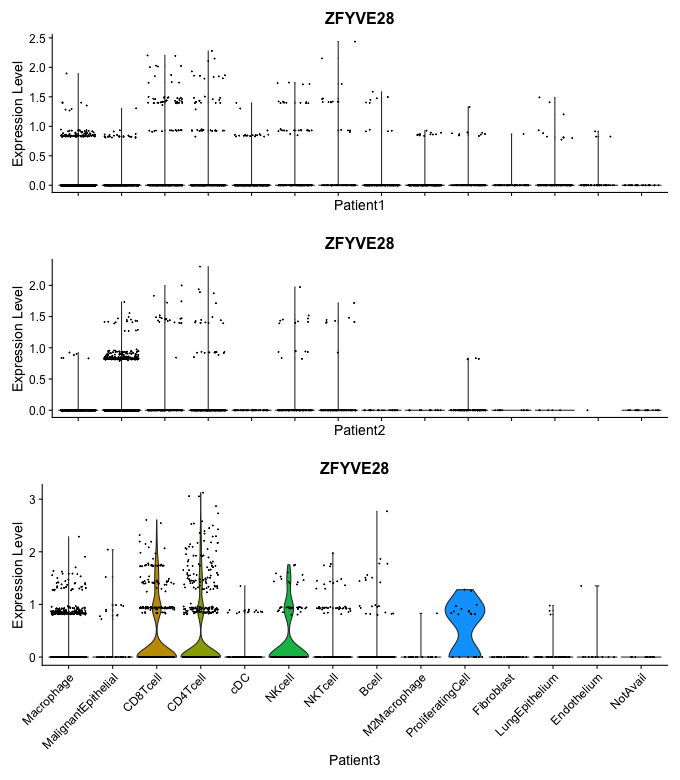 ZFYVE28
Expression Level
2.5
2.0
1.5
1.0
0.5
0.0
Patient1
ZFYVE28
Expression Level
2.0
1.5
1.0
0.5
0.0
Patient2
ZFYVE28
Expression Level
3
2
1
0
Macrophage
MalignantEpithelial
CD8Tcell
CD4Tcell
cDC
NKcell
NKTcell
Bcell
M2Macrophage
ProliferatingCell
Fibroblast
LungEpithelium
Endothelium
NotAvail
Patient3